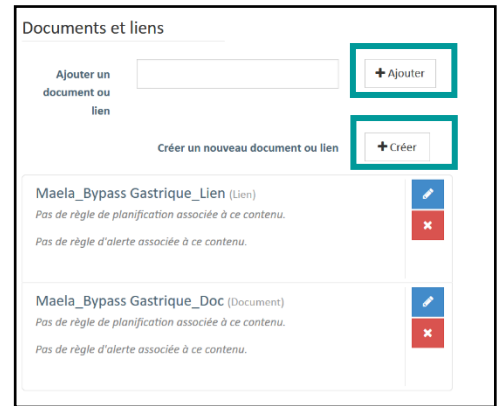 Documents et liens
Ajouter un
document ou
lien
+ Ajouter
Créer un nouveau document ou lien
+ Créer
Maela_Bypass Gastrique_Lien (Lien)
Pas de règle de planification associée à ce contenu.
Pas de règle d'alerte associée à ce contenu.
Maela_Bypass Gastrique_Doc (Document)
Pas de règle de planification associée à ce contenu.
Pas de règle d'alerte associée à ce contenu.